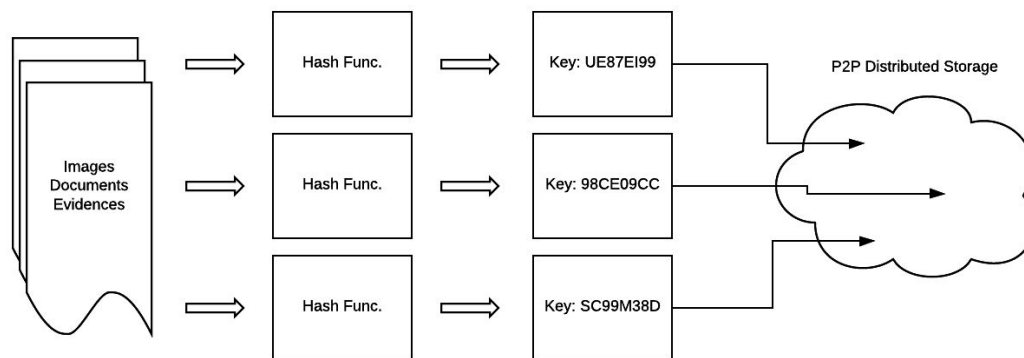 Images
Documents
Evidences
Hash Func.
Key: UE87EI99
Hash Func.
Key: 98CE09CC
Hash Func.
Key: SC99M38D
P2P Distributed Storage